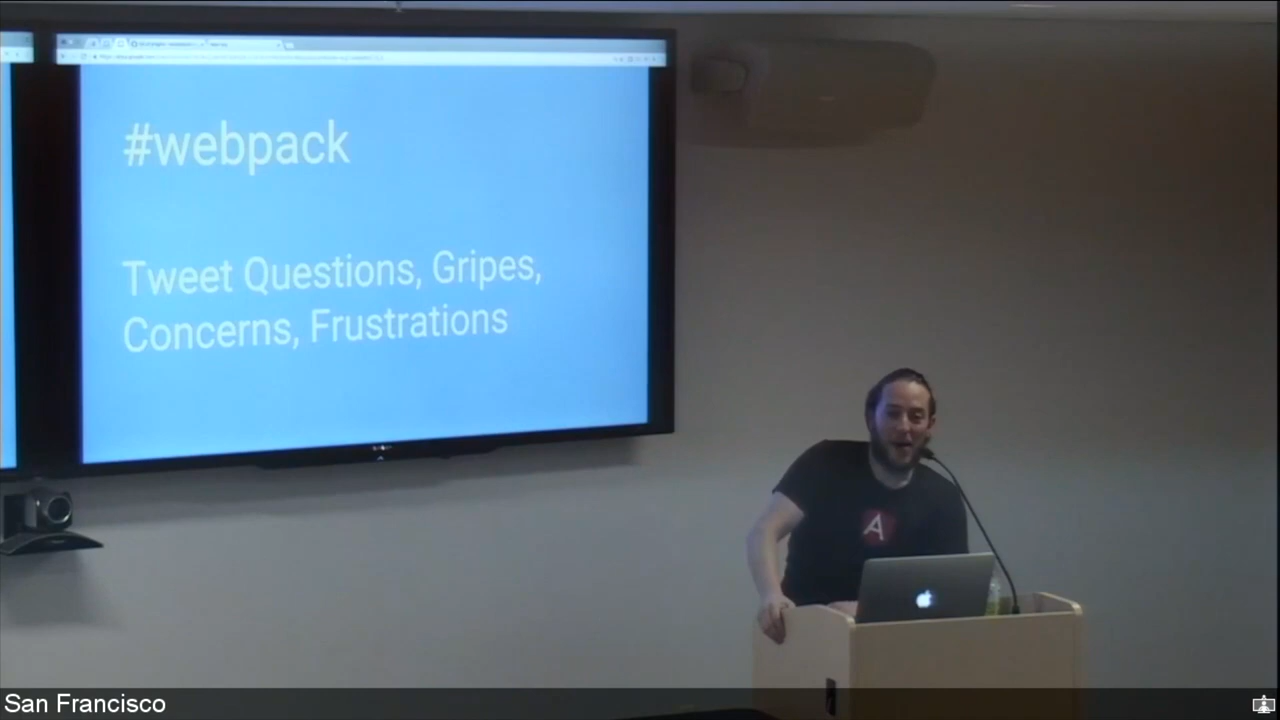 #webpack
Tweet Questions, Gripes,
Concerns, Frustrations
A
San Francisco